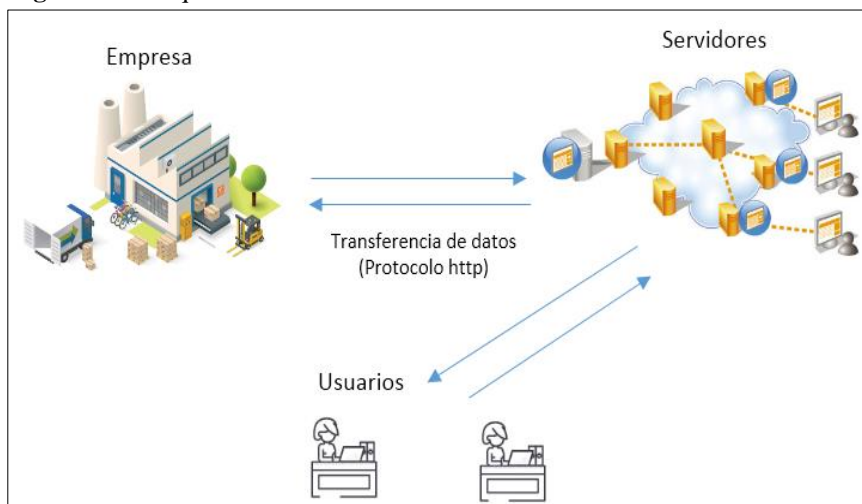 Empresa
Servidores
Transferencia de datos
(Protocolo http)
Usuarios